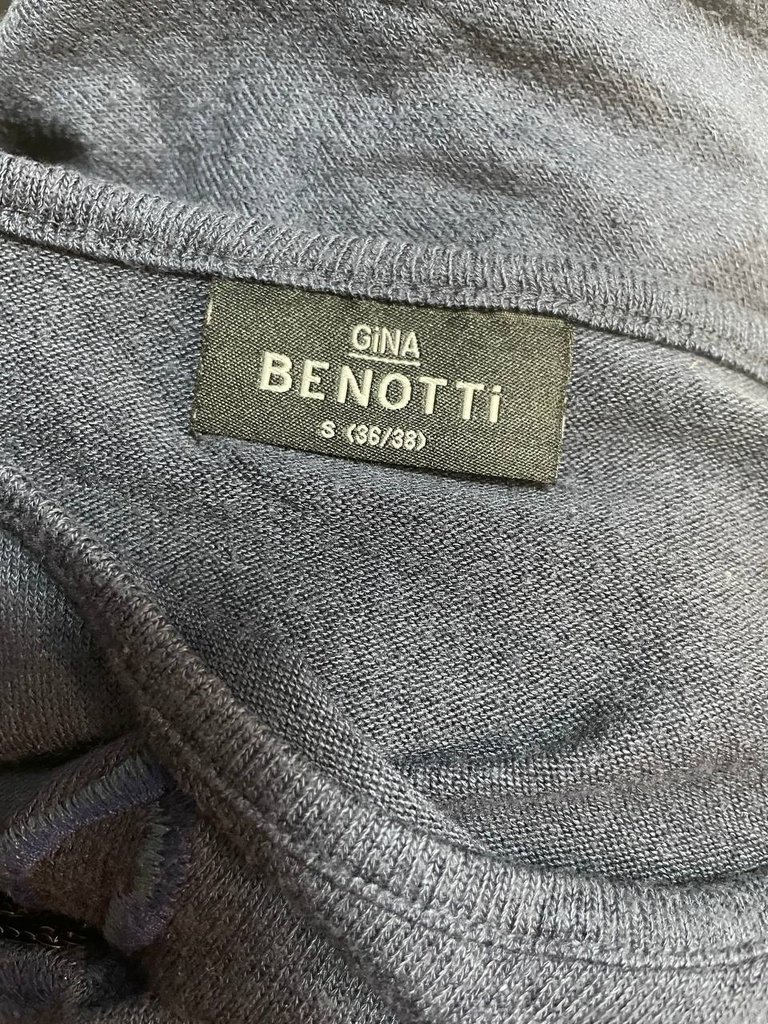 GiNA
BENOTTi
S (36/38)